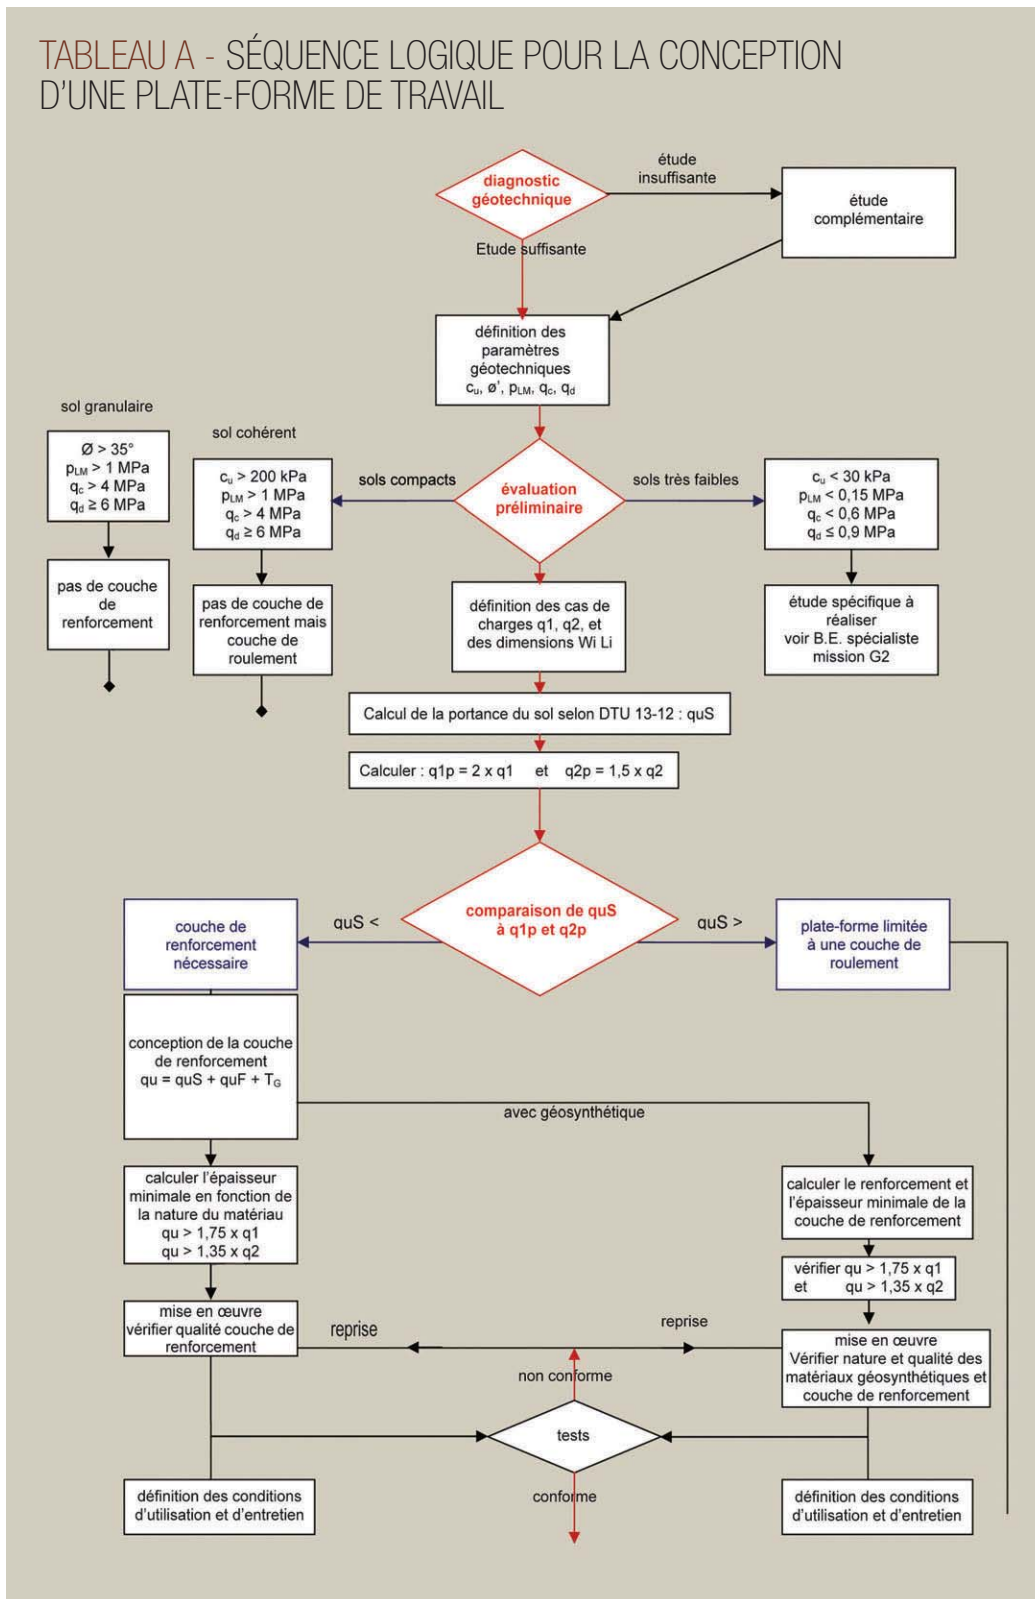 TABLEAU A - SÉQUENCE LOGIQUE POUR LA CONCEPTION
D'UNE PLATE-FORME DE TRAVAIL
diagnostic
géotechnique
étude
insuffisante
étude
complémentaire
Etude suffisante
définition des
paramètres
géotechniques
cu, ø', pLM, qc, qd
sol granulaire
Ø > 35°
pLM > 1 MPa
qc > 4 MPa
qd ≥ 6 MPa
pas de couche
de
renforcement
sol cohérent
cu > 200 kPa
pLM > 1 MPa
qc > 4 MPa
qd ≥ 6 MPa
pas de couche de
renforcement mais
couche de
roulement
sols compacts
évaluation
préliminaire
sols très faibles
cu < 30 kPa
pLM < 0,15 MPa
qc < 0,6 MPa
qd ≤ 0,9 MPa
étude spécifique à
réaliser
voir B.E. spécialiste
mission G2
définition des cas de
charges q1, q2, et
des dimensions Wi Li
Calcul de la portance du sol selon DTU 13-12 : quS
Calculer : q1p = 2 x q1 et q2p = 1,5 x q2
comparaison de quS
à q1p et q2p
quS <
couche de
renforcement
nécessaire
quS >
plate-forme limitée
à une couche de
roulement
conception de la couche
de renforcement
qu = quS + quF + TG
avec géosynthétique
calculer l'épaisseur
minimale en fonction de
la nature du matériau
qu > 1,75 x q1
qu > 1,35 x q2
calculer le renforcement et
l'épaisseur minimale de la
couche de renforcement
vérifier qu > 1,75 x q1
et qu > 1,35 x q2
mise en œuvre
vérifier qualité couche de
renforcement
reprise
reprise
mise en œuvre
Vérifier nature et qualité des
matériaux géosynthétiques et
couche de renforcement
non conforme
tests
conforme
définition des conditions
d'utilisation et d'entretien
définition des conditions
d'utilisation et d'entretien